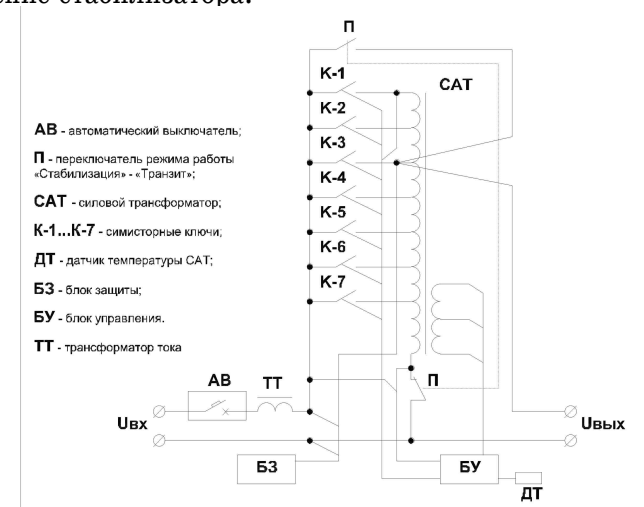 ние стабилизатора.
П
К-1
САТ
К-2
К-3
К-4
К-5
К-6
К-7
АВ - автоматический выключатель;
П - переключатель режима работы
«Стабилизация» - «Транзит»;
САТ - силовой трансформатор;
К-1...К-7 - симисторные ключи;
ДТ - датчик температуры САТ;
БЗ - блок защиты;
БУ - блок управления.
ТТ - трансформатор тока
АВ
ТТ
П
Uвх
Uвых
БЗ
БУ
ДТ